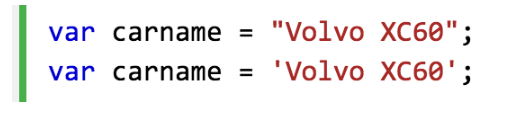 var carname = "Volvo XC60";
var carname = 'Volvo XC60';